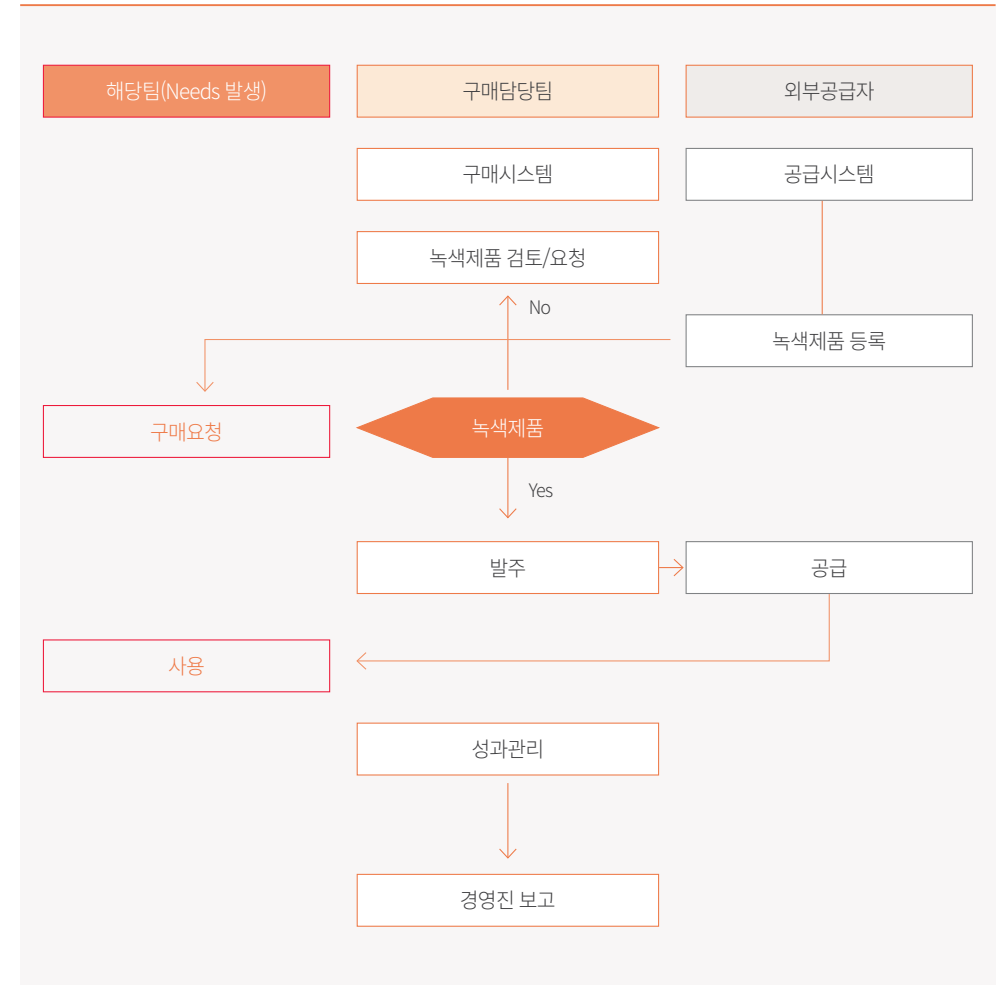 해당팀(Needs 발생)
구매담당팀
외부공급자
구매시스템
공급시스템
녹색제품 검토/요청
No
녹색제품 등록
구매요청
녹색제품
Yes
발주
공급
사용
성과관리
경영진 보고